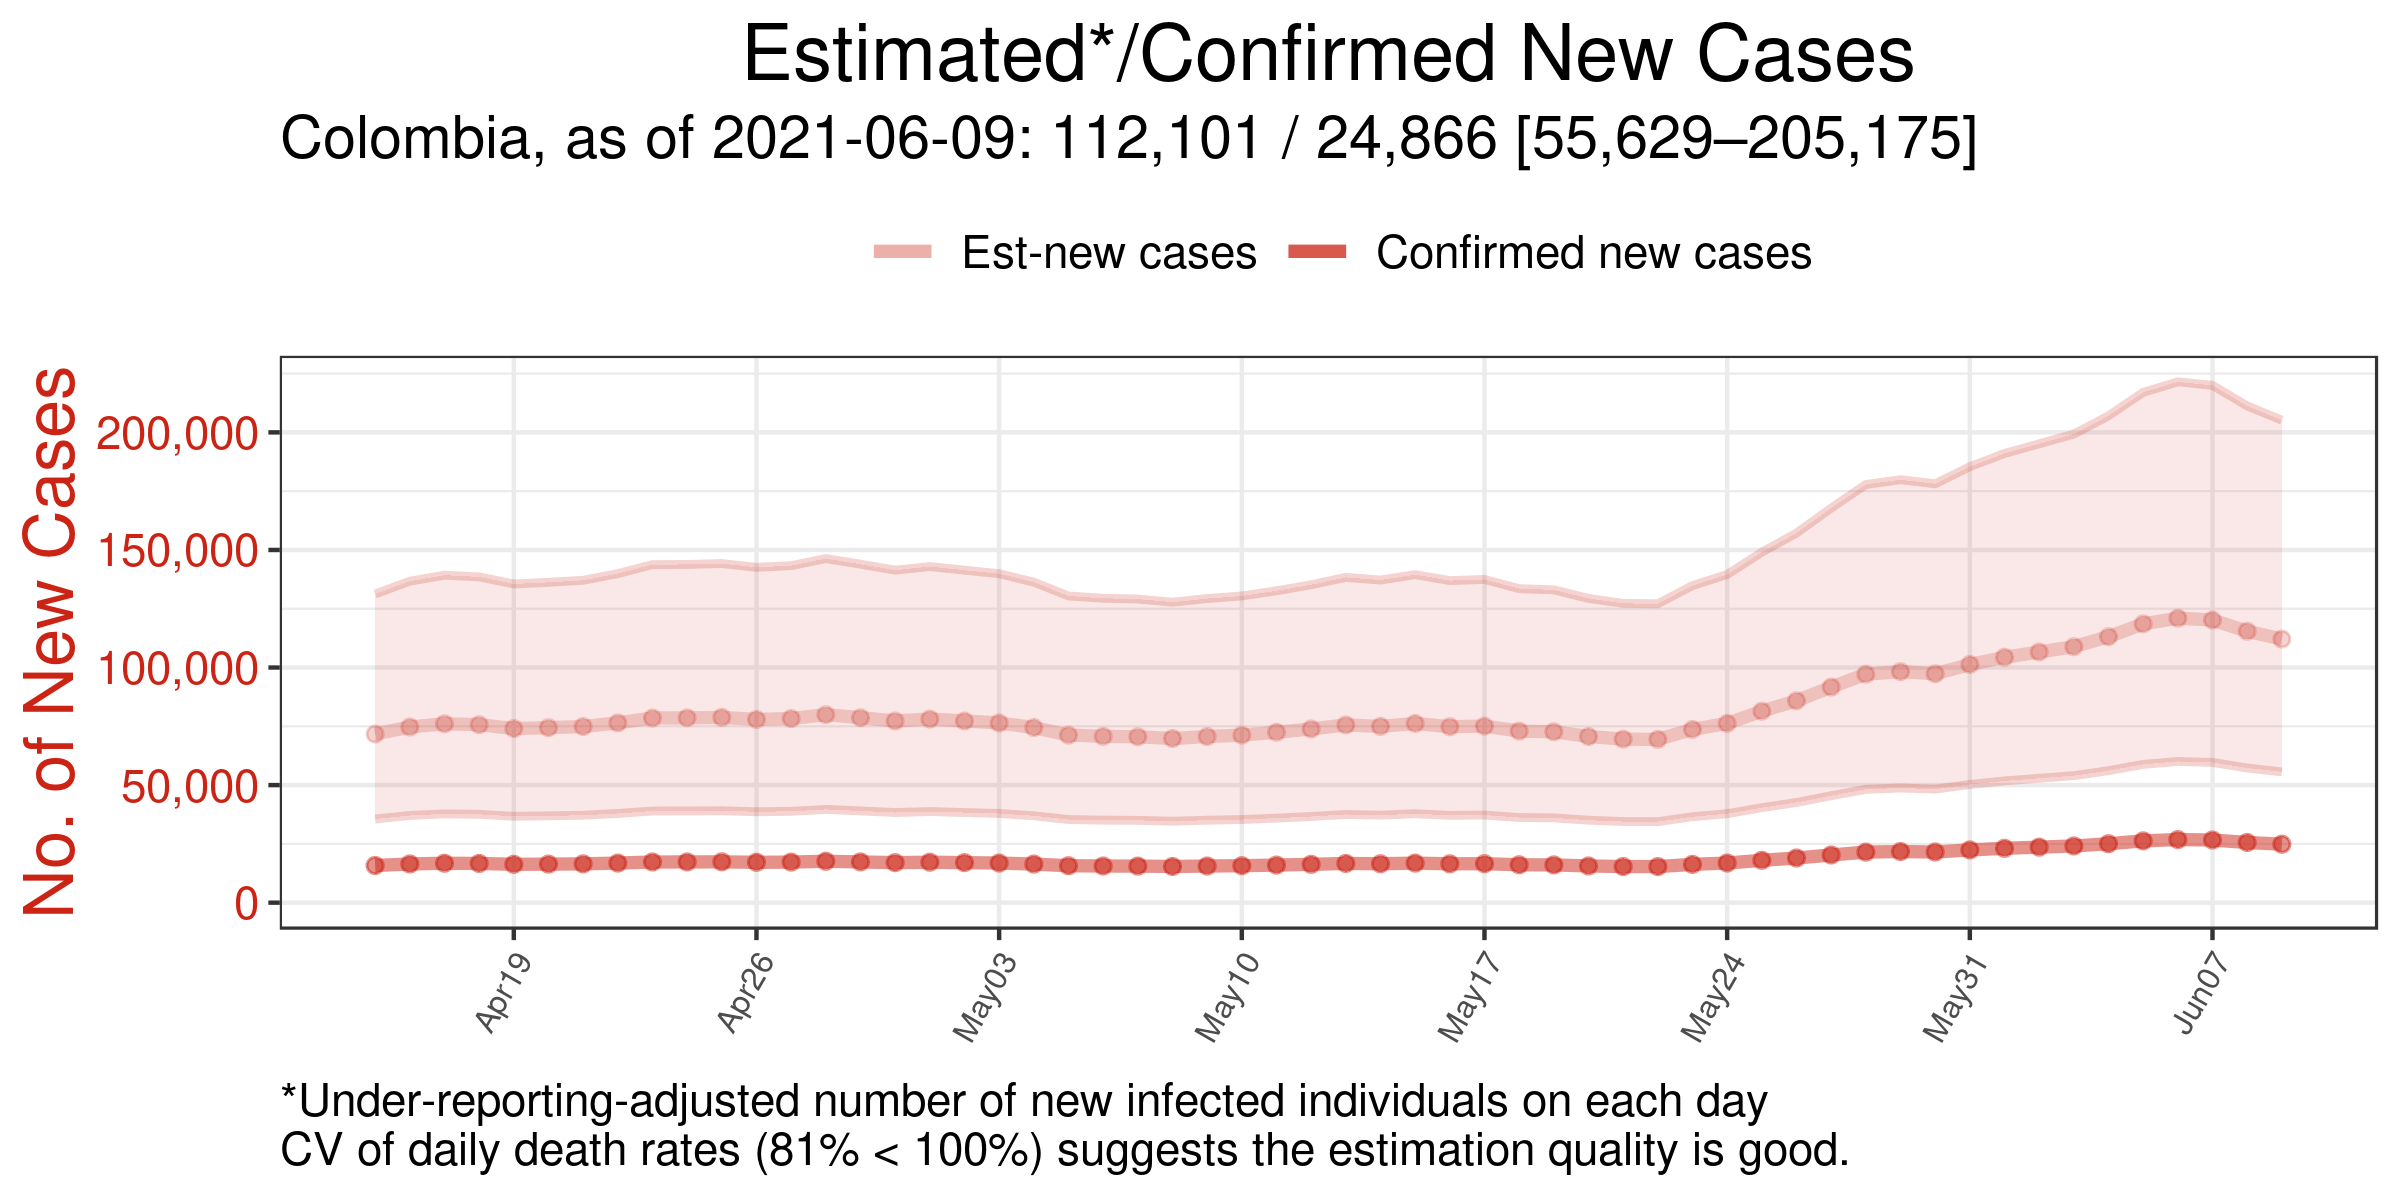 Estimated*/Confirmed New Cases
Colombia, as of 2021-06-09: 112,101 / 24,866 [55,629–205,175]
Est-new cases Confirmed new cases
No. of New Cases
200,000
150,000
100,000
50,000
0
Apr19 Apr26 May03 May10 May17 May24 May31 Jun07
*Under-reporting-adjusted number of new infected individuals on each day
CV of daily death rates (81% < 100%) suggests the estimation quality is good.